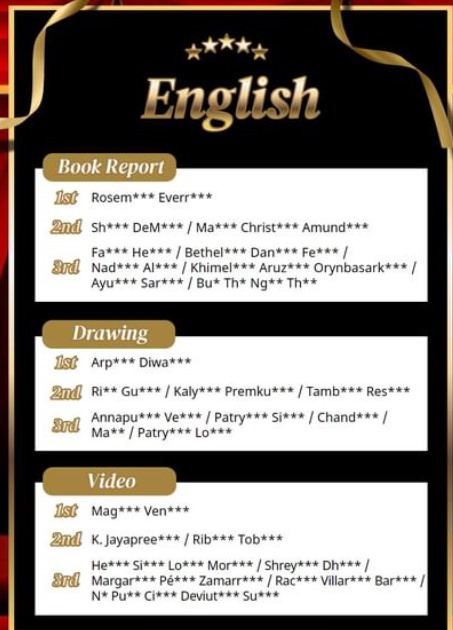 English
Book Report
1st Rosem*** Everr***
2nd Sh*** DeM*** / Ma*** Christ*** Amund***
Fa*** He*** / Bethel*** Dan*** Fe*** /
3rd Nad*** Al*** / Khimel*** Aruz*** Orynbasark*** /
Ayu*** Sar*** / Bu* Th* Ng** Th**
Drawing
1st Arp*** Diwa***
2nd Ri** Gu*** / Kaly*** Premku*** / Tamb*** Res***
3rd Annapu*** Ve*** / Patry*** Si*** / Chand*** /
Ma** / Patry*** Lo***
Video
1st Mag*** Ven***
2nd K. Jayapree*** / Rib*** Tob***
He*** Si*** Lo*** Mor*** / Shrey*** Dh*** /
3rd Margar*** Pé*** Zamarr*** / Rac*** Villar*** Bar*** /
N* Pu** Ci*** Deviut*** Su***